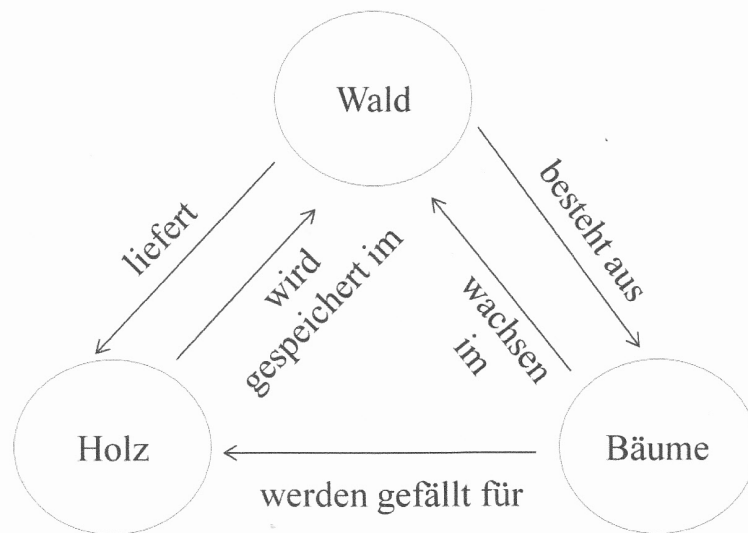 Wald
liefert
wird
gespeichert im
wachsen
im
besteht aus
Holz
Bäume
werden gefällt für